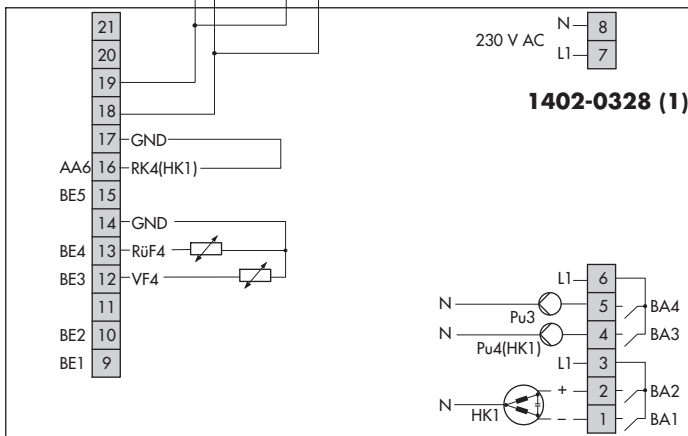 21
20
19
18
17 GND
AA6 16 RK4(HK1)
BE5 15
14 GND
BE4 13 RüF4
BE3 12 VF4
11
BE2 10
BE1 9
230 V AC
N 8
L1 7
1402-0328 (1)
L1 6
N Pu3 5 BA4
N Pu4(HK1) 4 BA3
L1 3
+ 2 BA2
N HK1 – 1 BA1